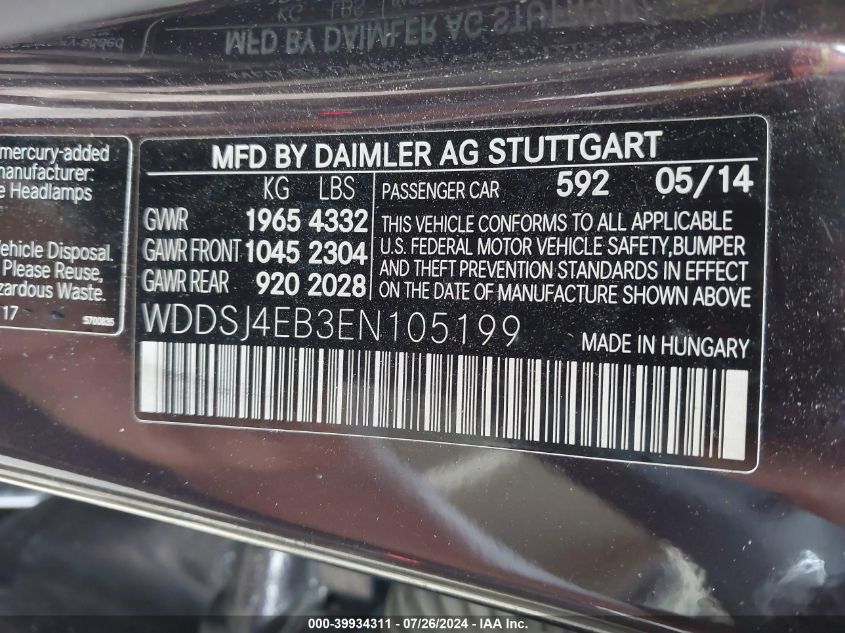 mercury-added
manufacturer:
e Headlamps
Vehicle Disposal.
Please Reuse,
zardous Waste.
17
MFD BY DAIMLER AG STUTTGART
KG LBS
GVWR 1965 4332
GAWR FRONT 1045 2304
GAWR REAR 920 2028
PASSENGER CAR 592 05/14
THIS VEHICLE CONFORMS TO ALL APPLICABLE
U.S. FEDERAL MOTOR VEHICLE SAFETY,BUMPER
AND THEFT PREVENTION STANDARDS IN EFFECT
ON THE DATE OF MANUFACTURE SHOWN ABOVE
WDDSJ4EB3EN105199
MADE IN HUNGARY
000-39934311 - 07/26/2024 - IAA Inc.